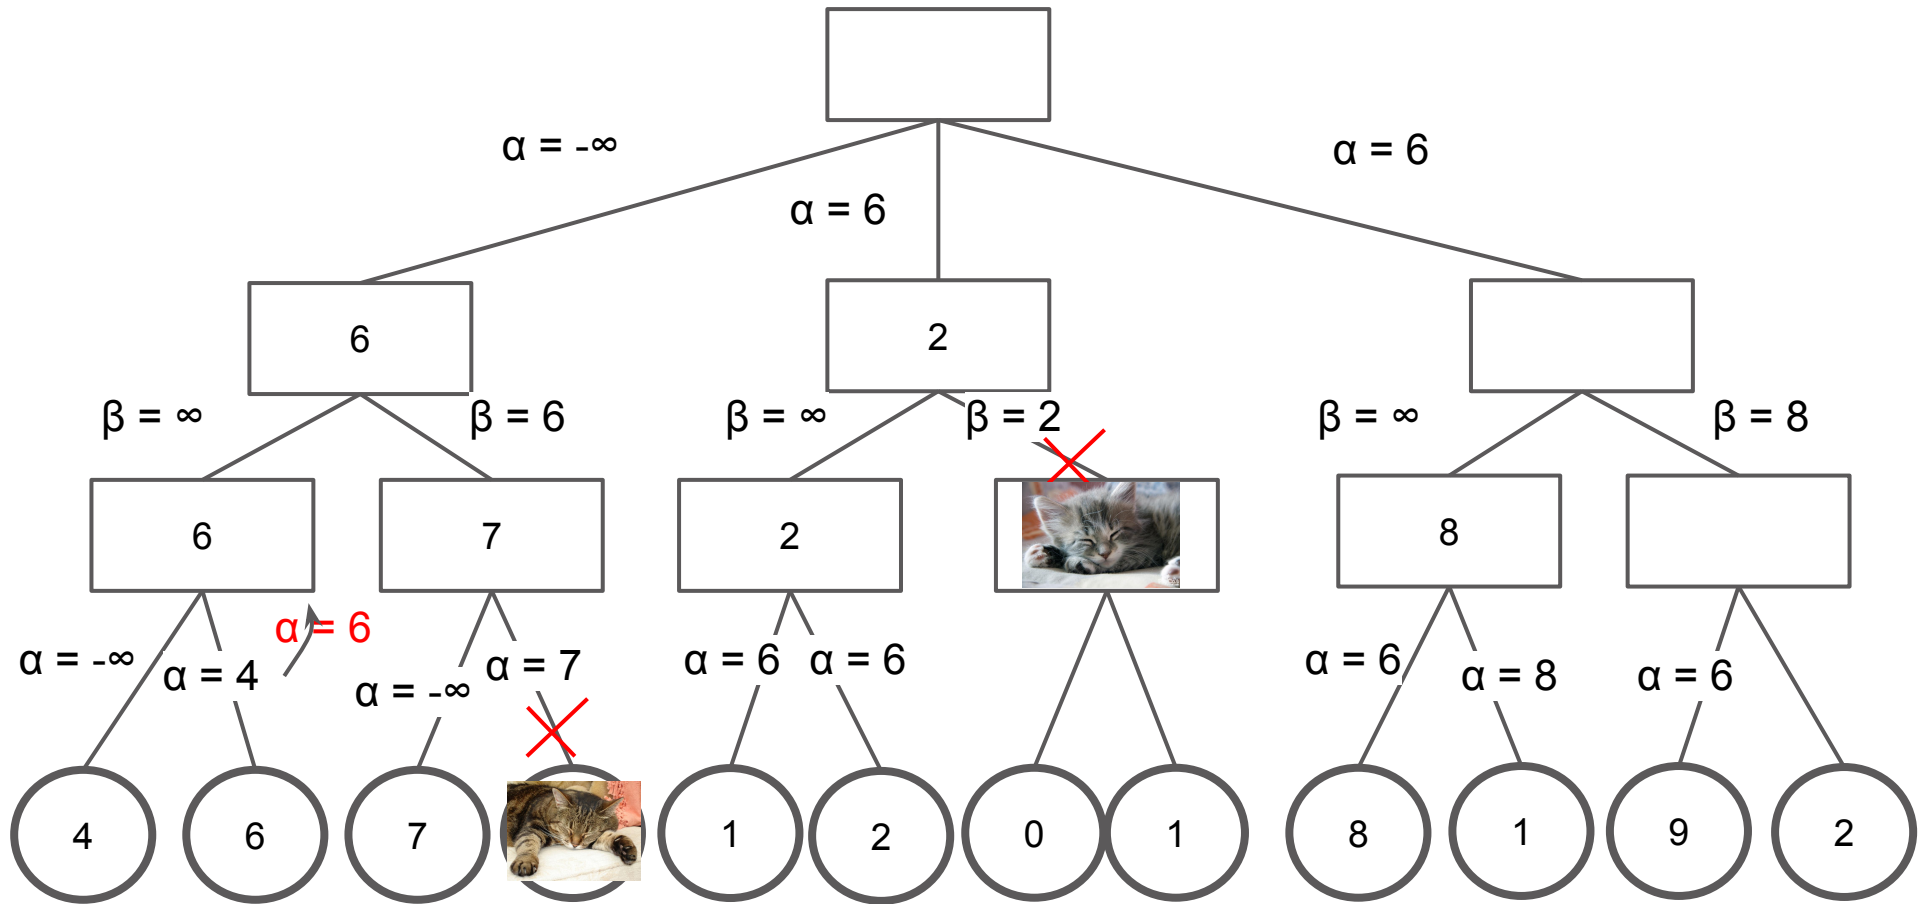 α = -∞
α = 6
α = 6
6
2
β = ∞
β = 6
β = ∞
β = 2
β = ∞
β = 8
6
7
2
8
α = 6
α = -∞
α = 4
α = -∞
α = 7
α = 6
α = 6
α = 6
α = 8
α = 6
4
6
7
1
2
0
1
8
1
9
2